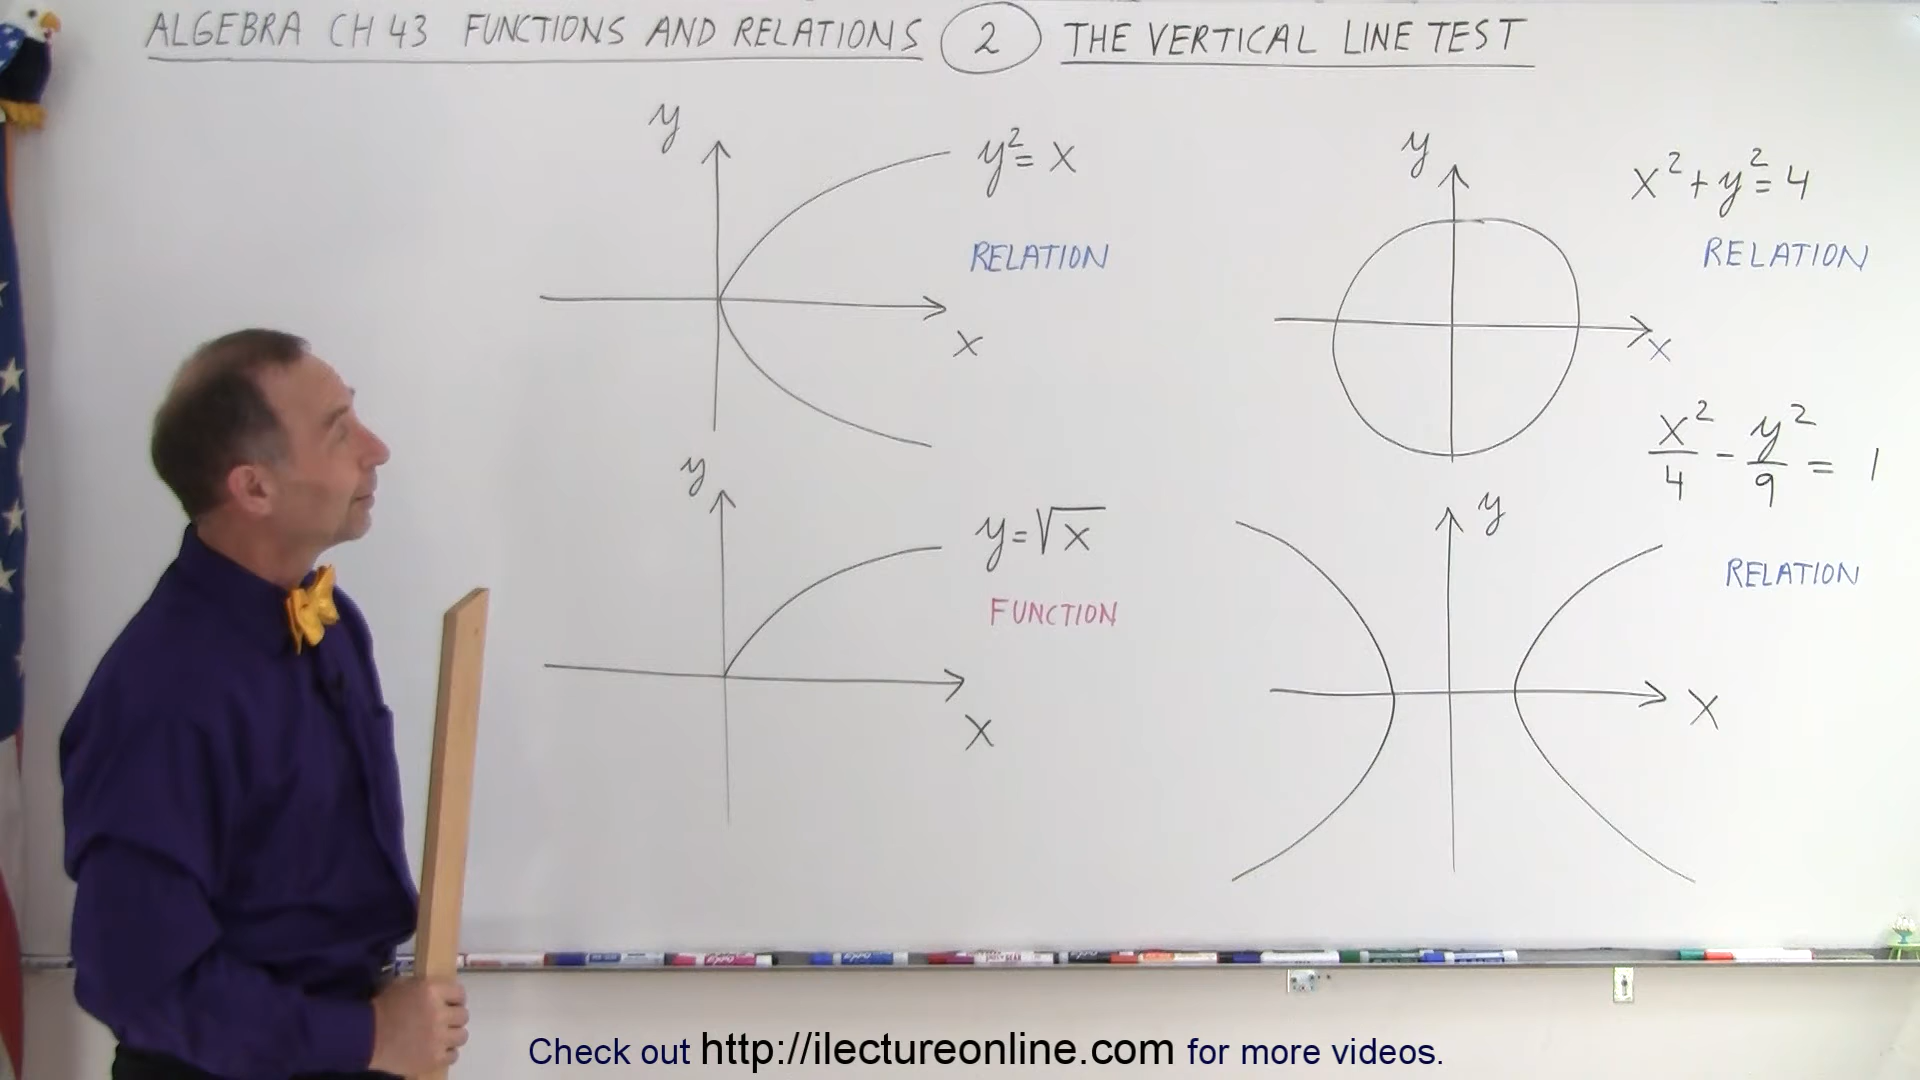 ALGEBRA CH 43 FUNCTIONS AND RELATIONS 2 THE VERTICAL LINE TEST
y
y² = x
RELATION
x
y
y = √x
FUNCTION
x
y
x² + y² = 4
RELATION
x
x²/4 - y²/9 = 1
y
RELATION
x
Check out http://ilectureonline.com for more videos.